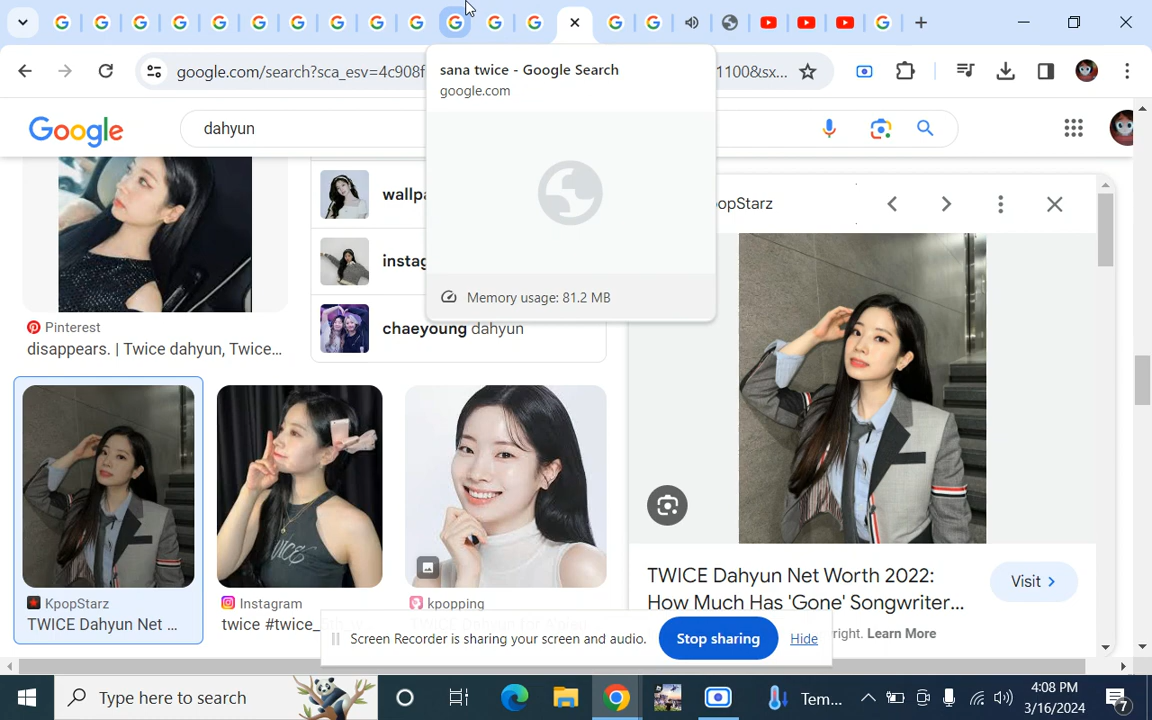 google.com/search?sca_esv=4c908f
1100&sx...
sana twice - Google Search
google.com
Memory usage: 81.2 MB
Google
dahyun
wallpa
instag
chaeyoung dahyun
Pinterest
disappears. | Twice dahyun, Twice...
KpopStarz
TWICE Dahyun Net ...
Instagram
twice #twice_5th_w
kpopping
opStarz
TWICE Dahyun Net Worth 2022:
How Much Has 'Gone' Songwriter...
Visit
right. Learn More
Screen Recorder is sharing your screen and audio.
Stop sharing
Hide
Type here to search
Tem...
4:08 PM
3/16/2024
7